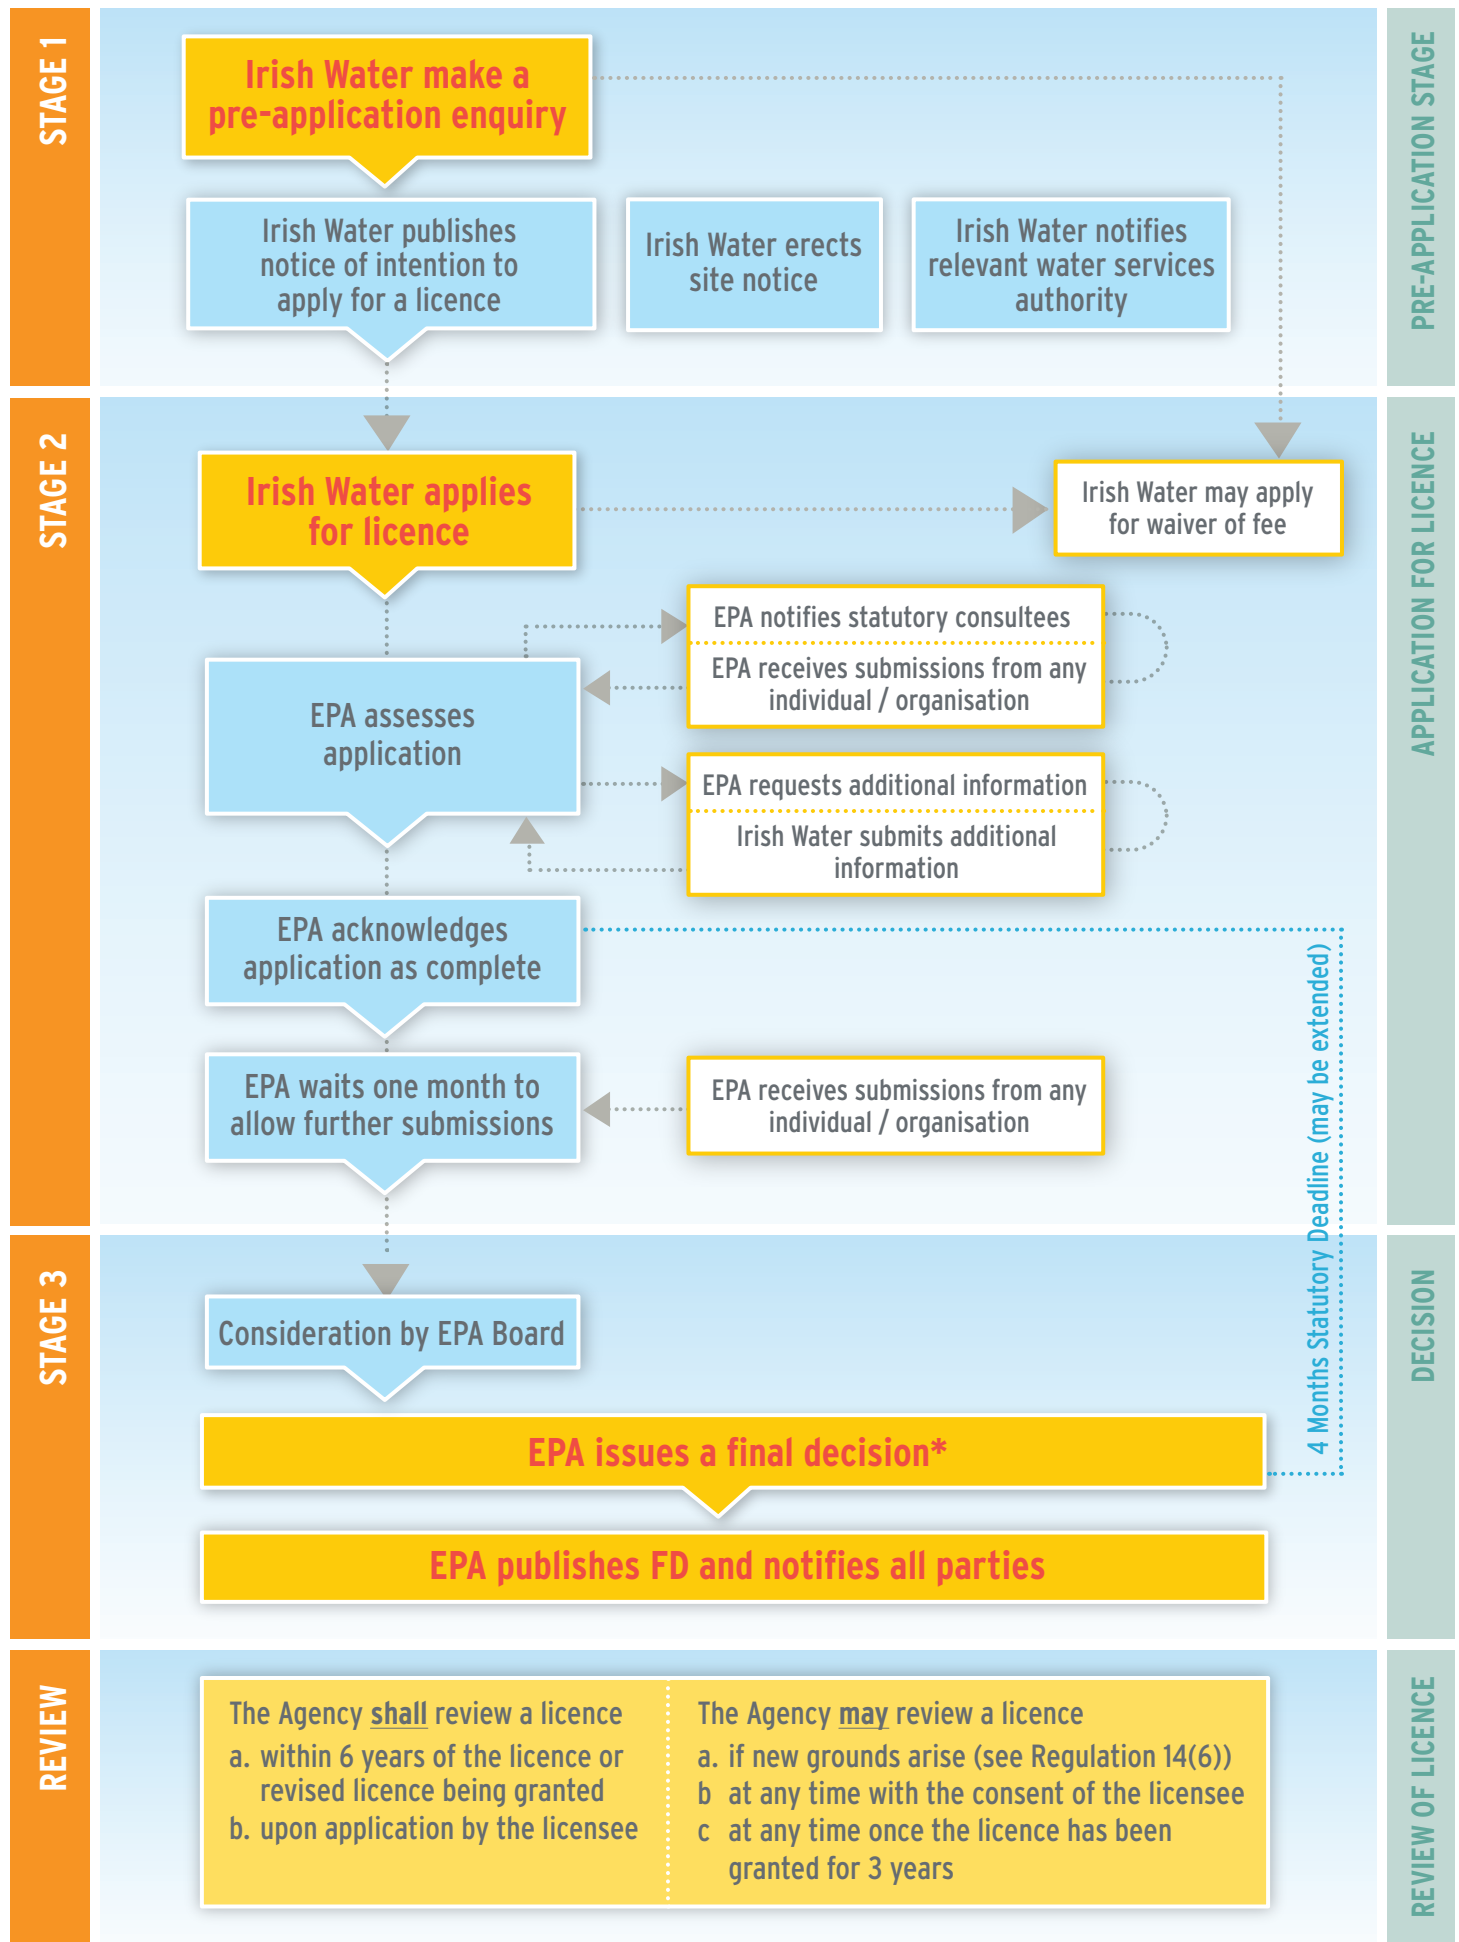 STAGE 1
PRE-APPLICATION STAGE
Irish Water make a
pre-application enquiry
Irish Water publishes
notice of intention to
apply for a licence
Irish Water erects
site notice
Irish Water notifies
relevant water services
authority
STAGE 2
APPLICATION FOR LICENCE
Irish Water applies
for licence
Irish Water may apply
for waiver of fee
EPA notifies statutory consultees
EPA receives submissions from any
individual / organisation
EPA assesses
application
EPA requests additional information
Irish Water submits additional
information
EPA acknowledges
application as complete
4 Months Statutory Deadline (may be extended)
EPA waits one month to
allow further submissions
EPA receives submissions from any
individual / organisation
STAGE 3
DECISION
Consideration by EPA Board
EPA issues a final decision*
EPA publishes FD and notifies all parties
REVIEW
REVIEW OF LICENCE
The Agency shall review a licence
a. within 6 years of the licence or
revised licence being granted
b. upon application by the licensee
The Agency may review a licence
a. if new grounds arise (see Regulation 14(6))
b at any time with the consent of the licensee
c at any time once the licence has been
granted for 3 years